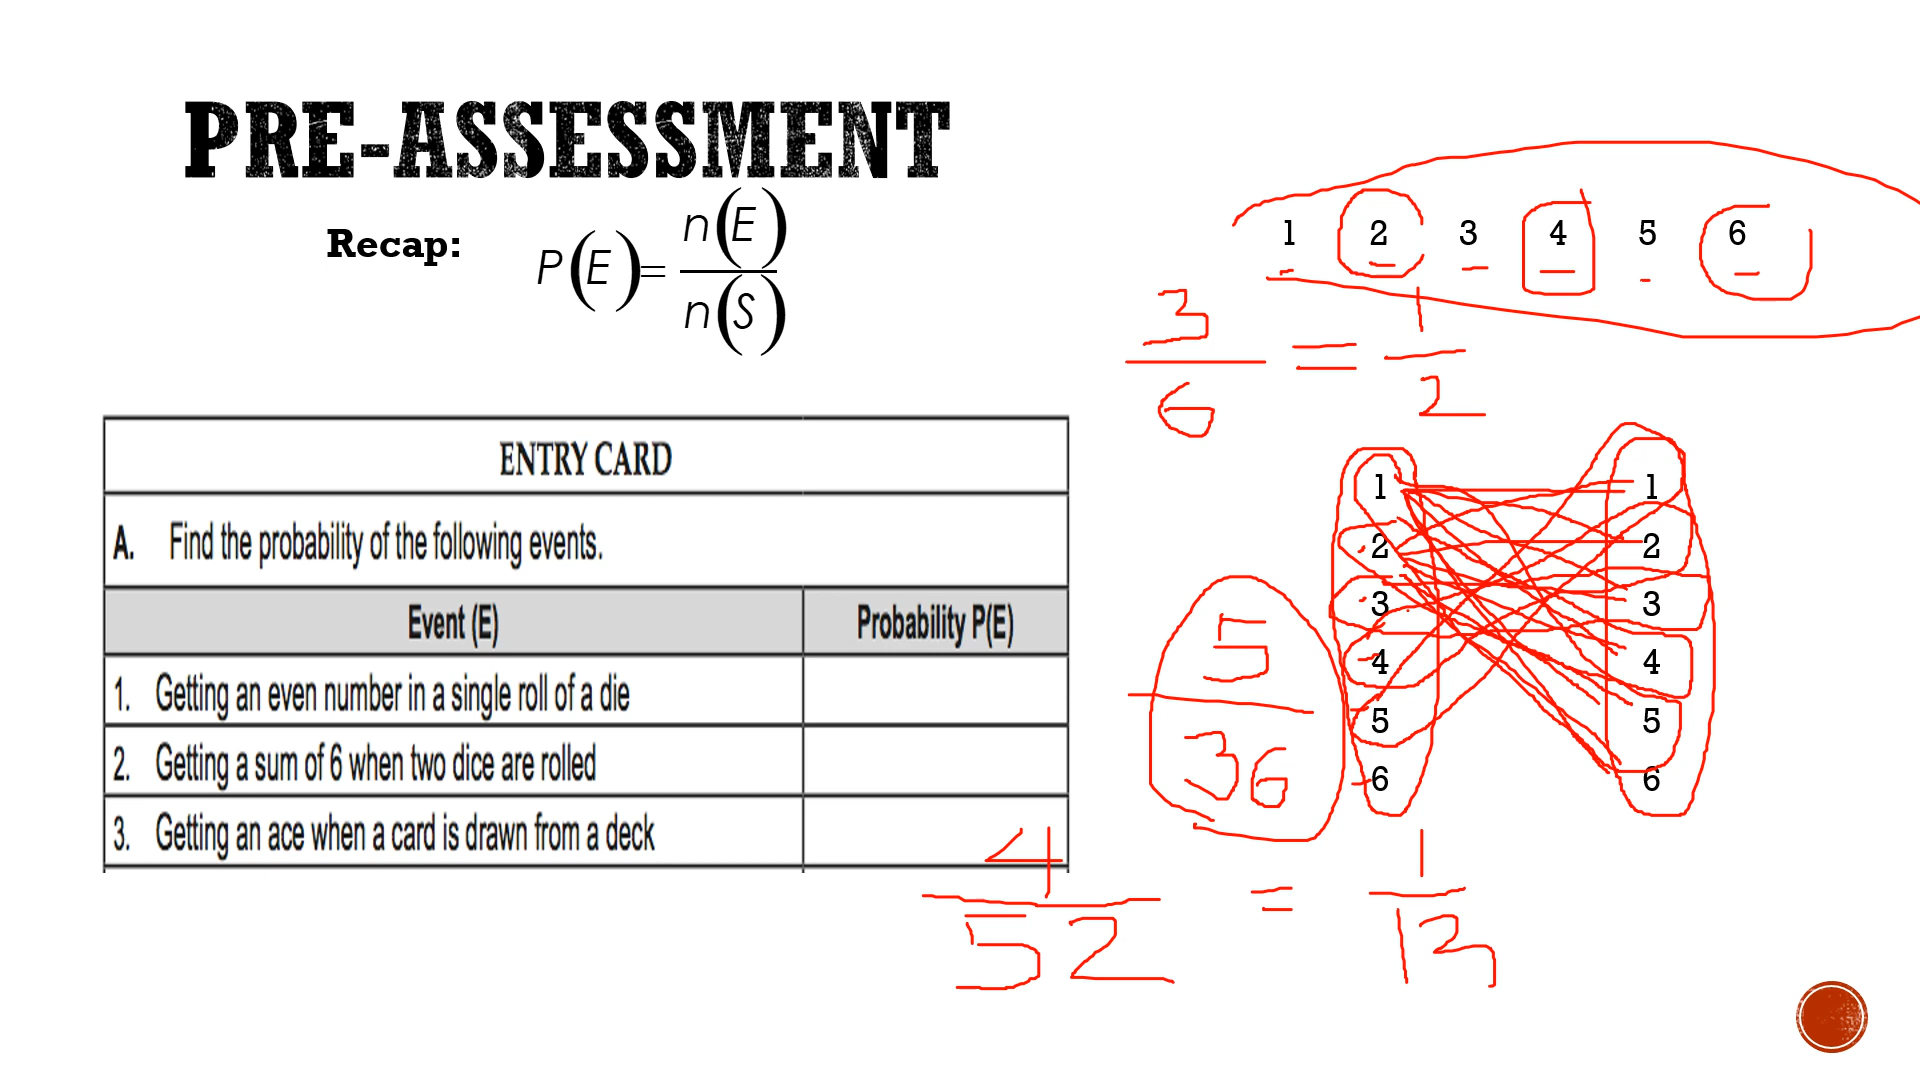 PRE-ASSESSMENT
Recap: P(E)= n(E)
n(S)
1 2 3 4 5 6
3
6
= 1
2
ENTRY CARD
A. Find the probability of the following events.
Event (E) Probability P(E)
1. Getting an even number in a single roll of a die
2. Getting a sum of 6 when two dice are rolled
3. Getting an ace when a card is drawn from a deck
1 1
2 2
3 3
4 4
5 5
6 6
5
36
4
52
= 1
13